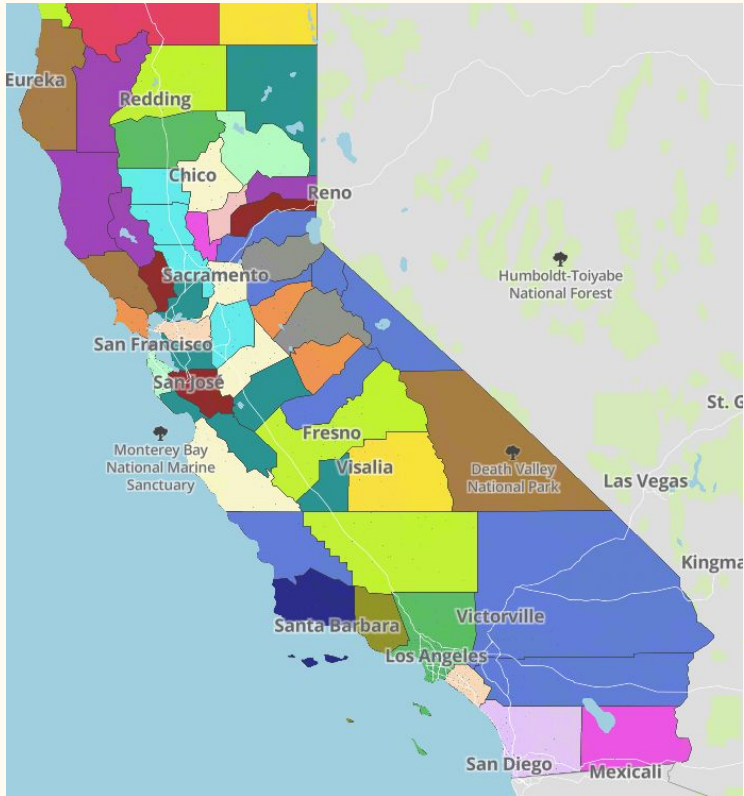 Eureka
Redding
Chico
Reno
Sacramento
Humboldt-Toiyabe
National Forest
San Francisco
San José
St. G
Monterey Bay
National Marine
Sanctuary
Fresno
Visalia
Death Valley
National Park
Las Vegas
Kingma
Santa Barbara
Victorville
Los Angeles
San Diego
Mexicali